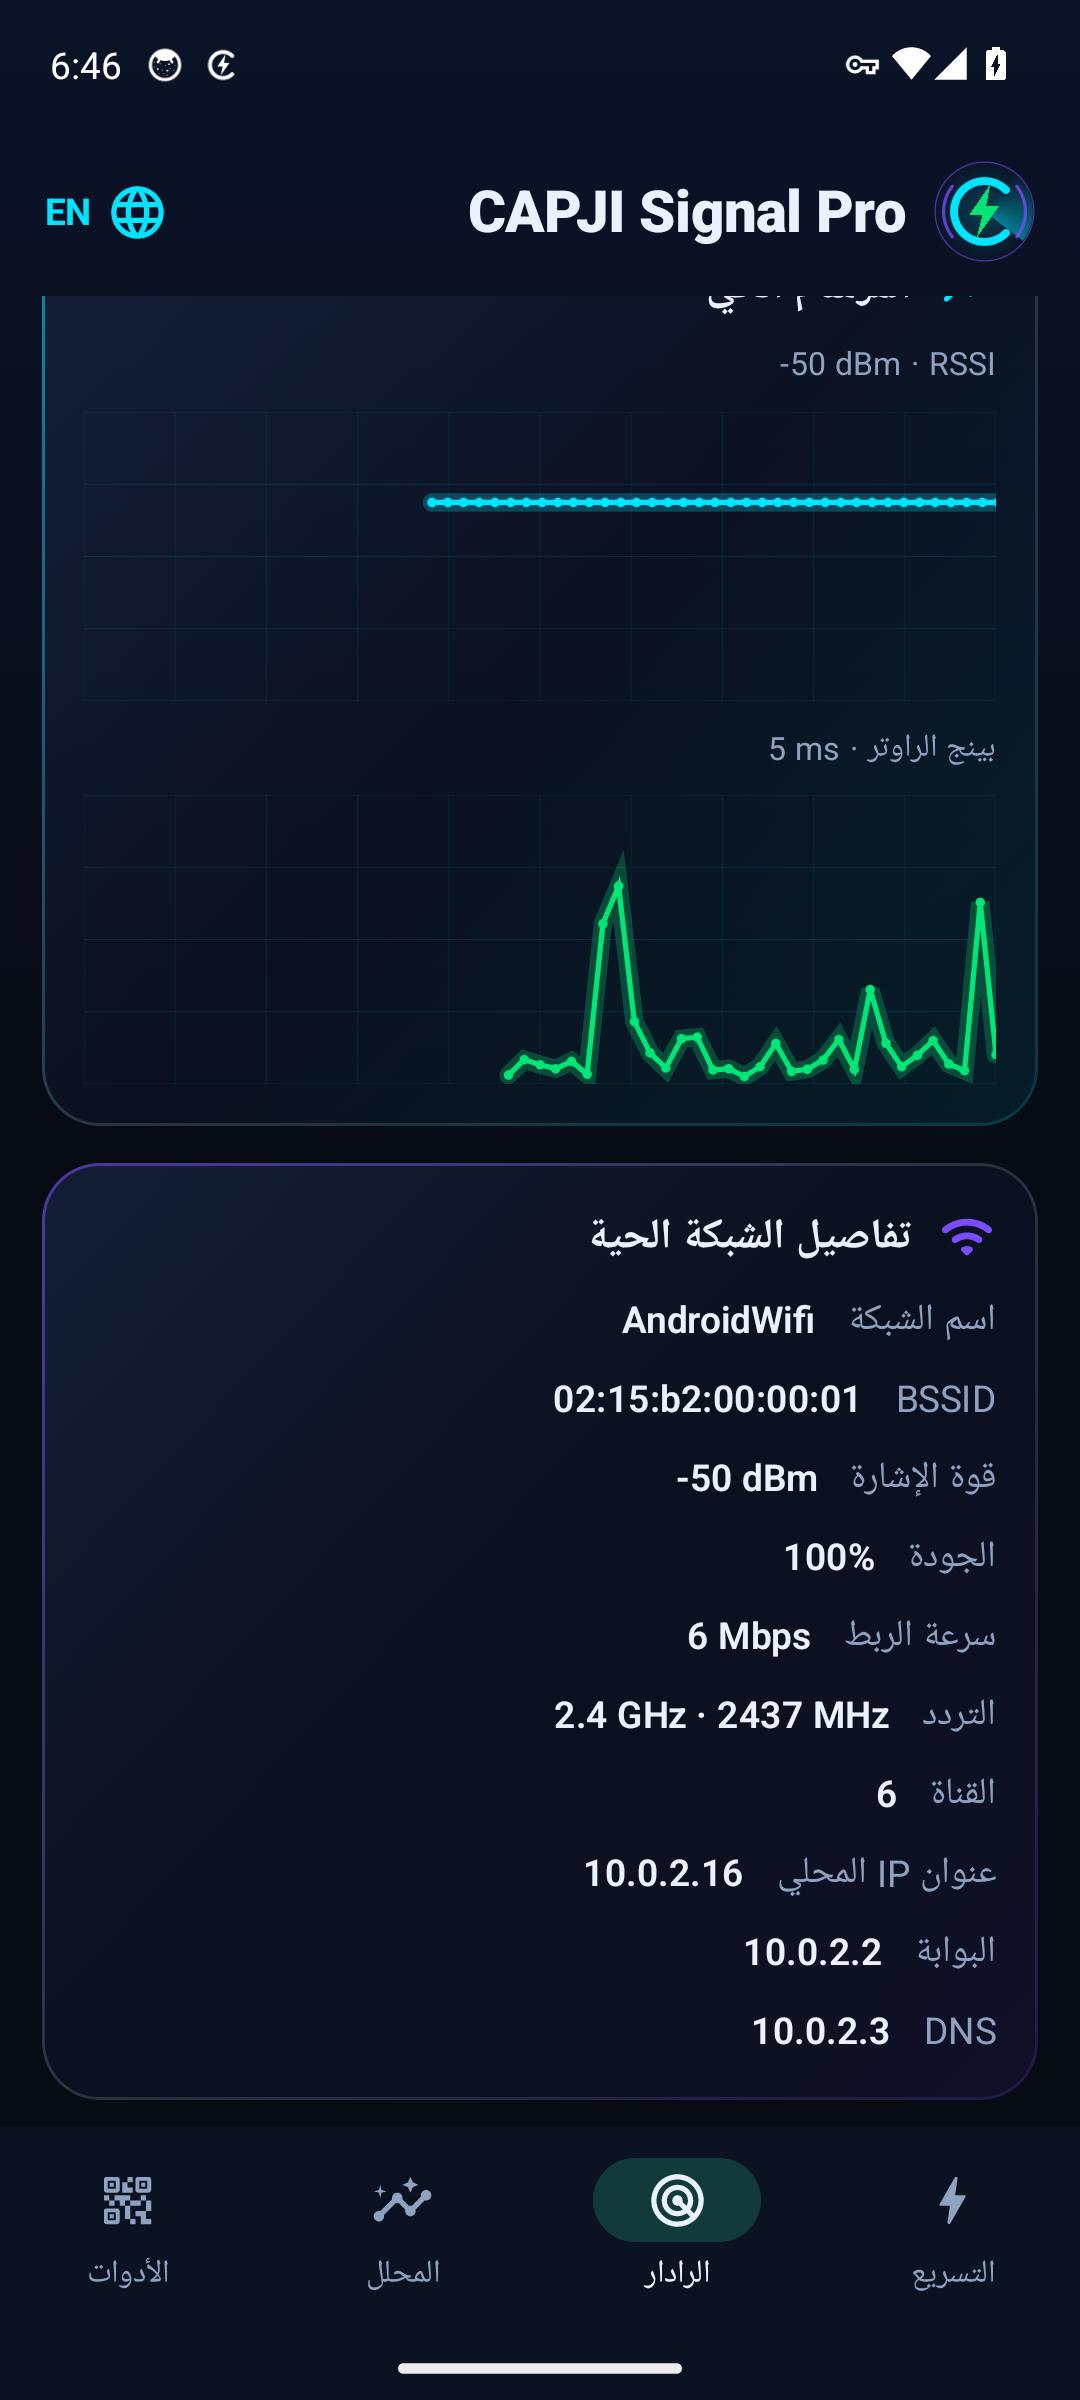 6:46
CAPJI Signal Pro
EN
-50 dBm · RSSI
بينج الراوتر · 5 ms
تفاصيل الشبكة الحية
اسم الشبكة AndroidWifi
BSSID 02:15:b2:00:00:01
قوة الإشارة -50 dBm
الجودة 100%
سرعة الربط 6 Mbps
التردد 2.4 GHz · 2437 MHz
القناة 6
عنوان IP المحلي 10.0.2.16
البوابة 10.0.2.2
DNS 10.0.2.3
التسريع
الرادار
المحلل
الأدوات